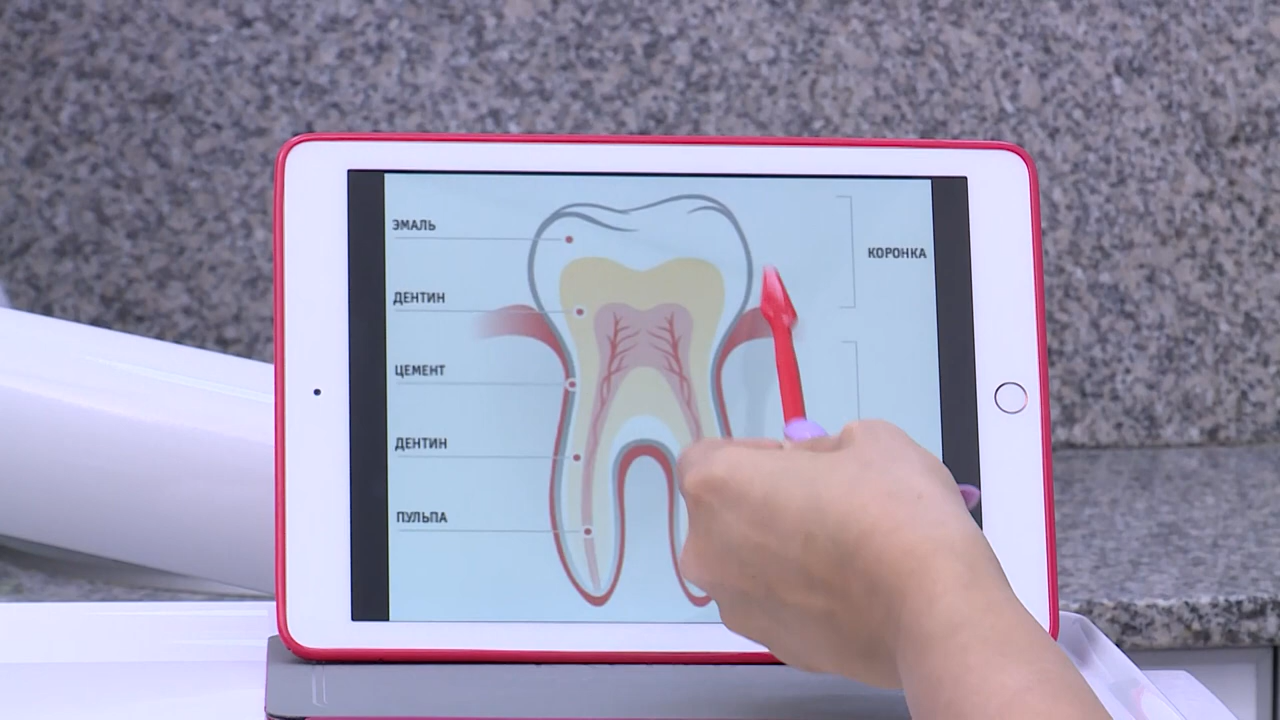 ЭМАЛЬ
ДЕНТИН
ЦЕМЕНТ
ДЕНТИН
ПУЛЬПА
КОРОНКА